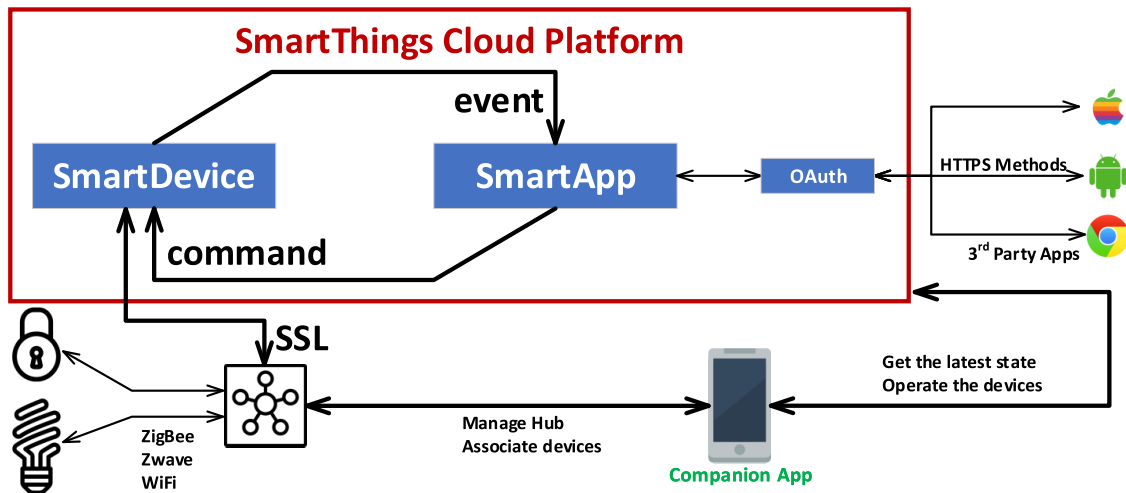 SmartThings Cloud Platform
event
SmartDevice
SmartApp
OAuth
HTTPS Methods
command
3rd Party Apps
SSL
Get the latest state
Operate the devices
Manage Hub
Associate devices
ZigBee
Zwave
WiFi
Companion App